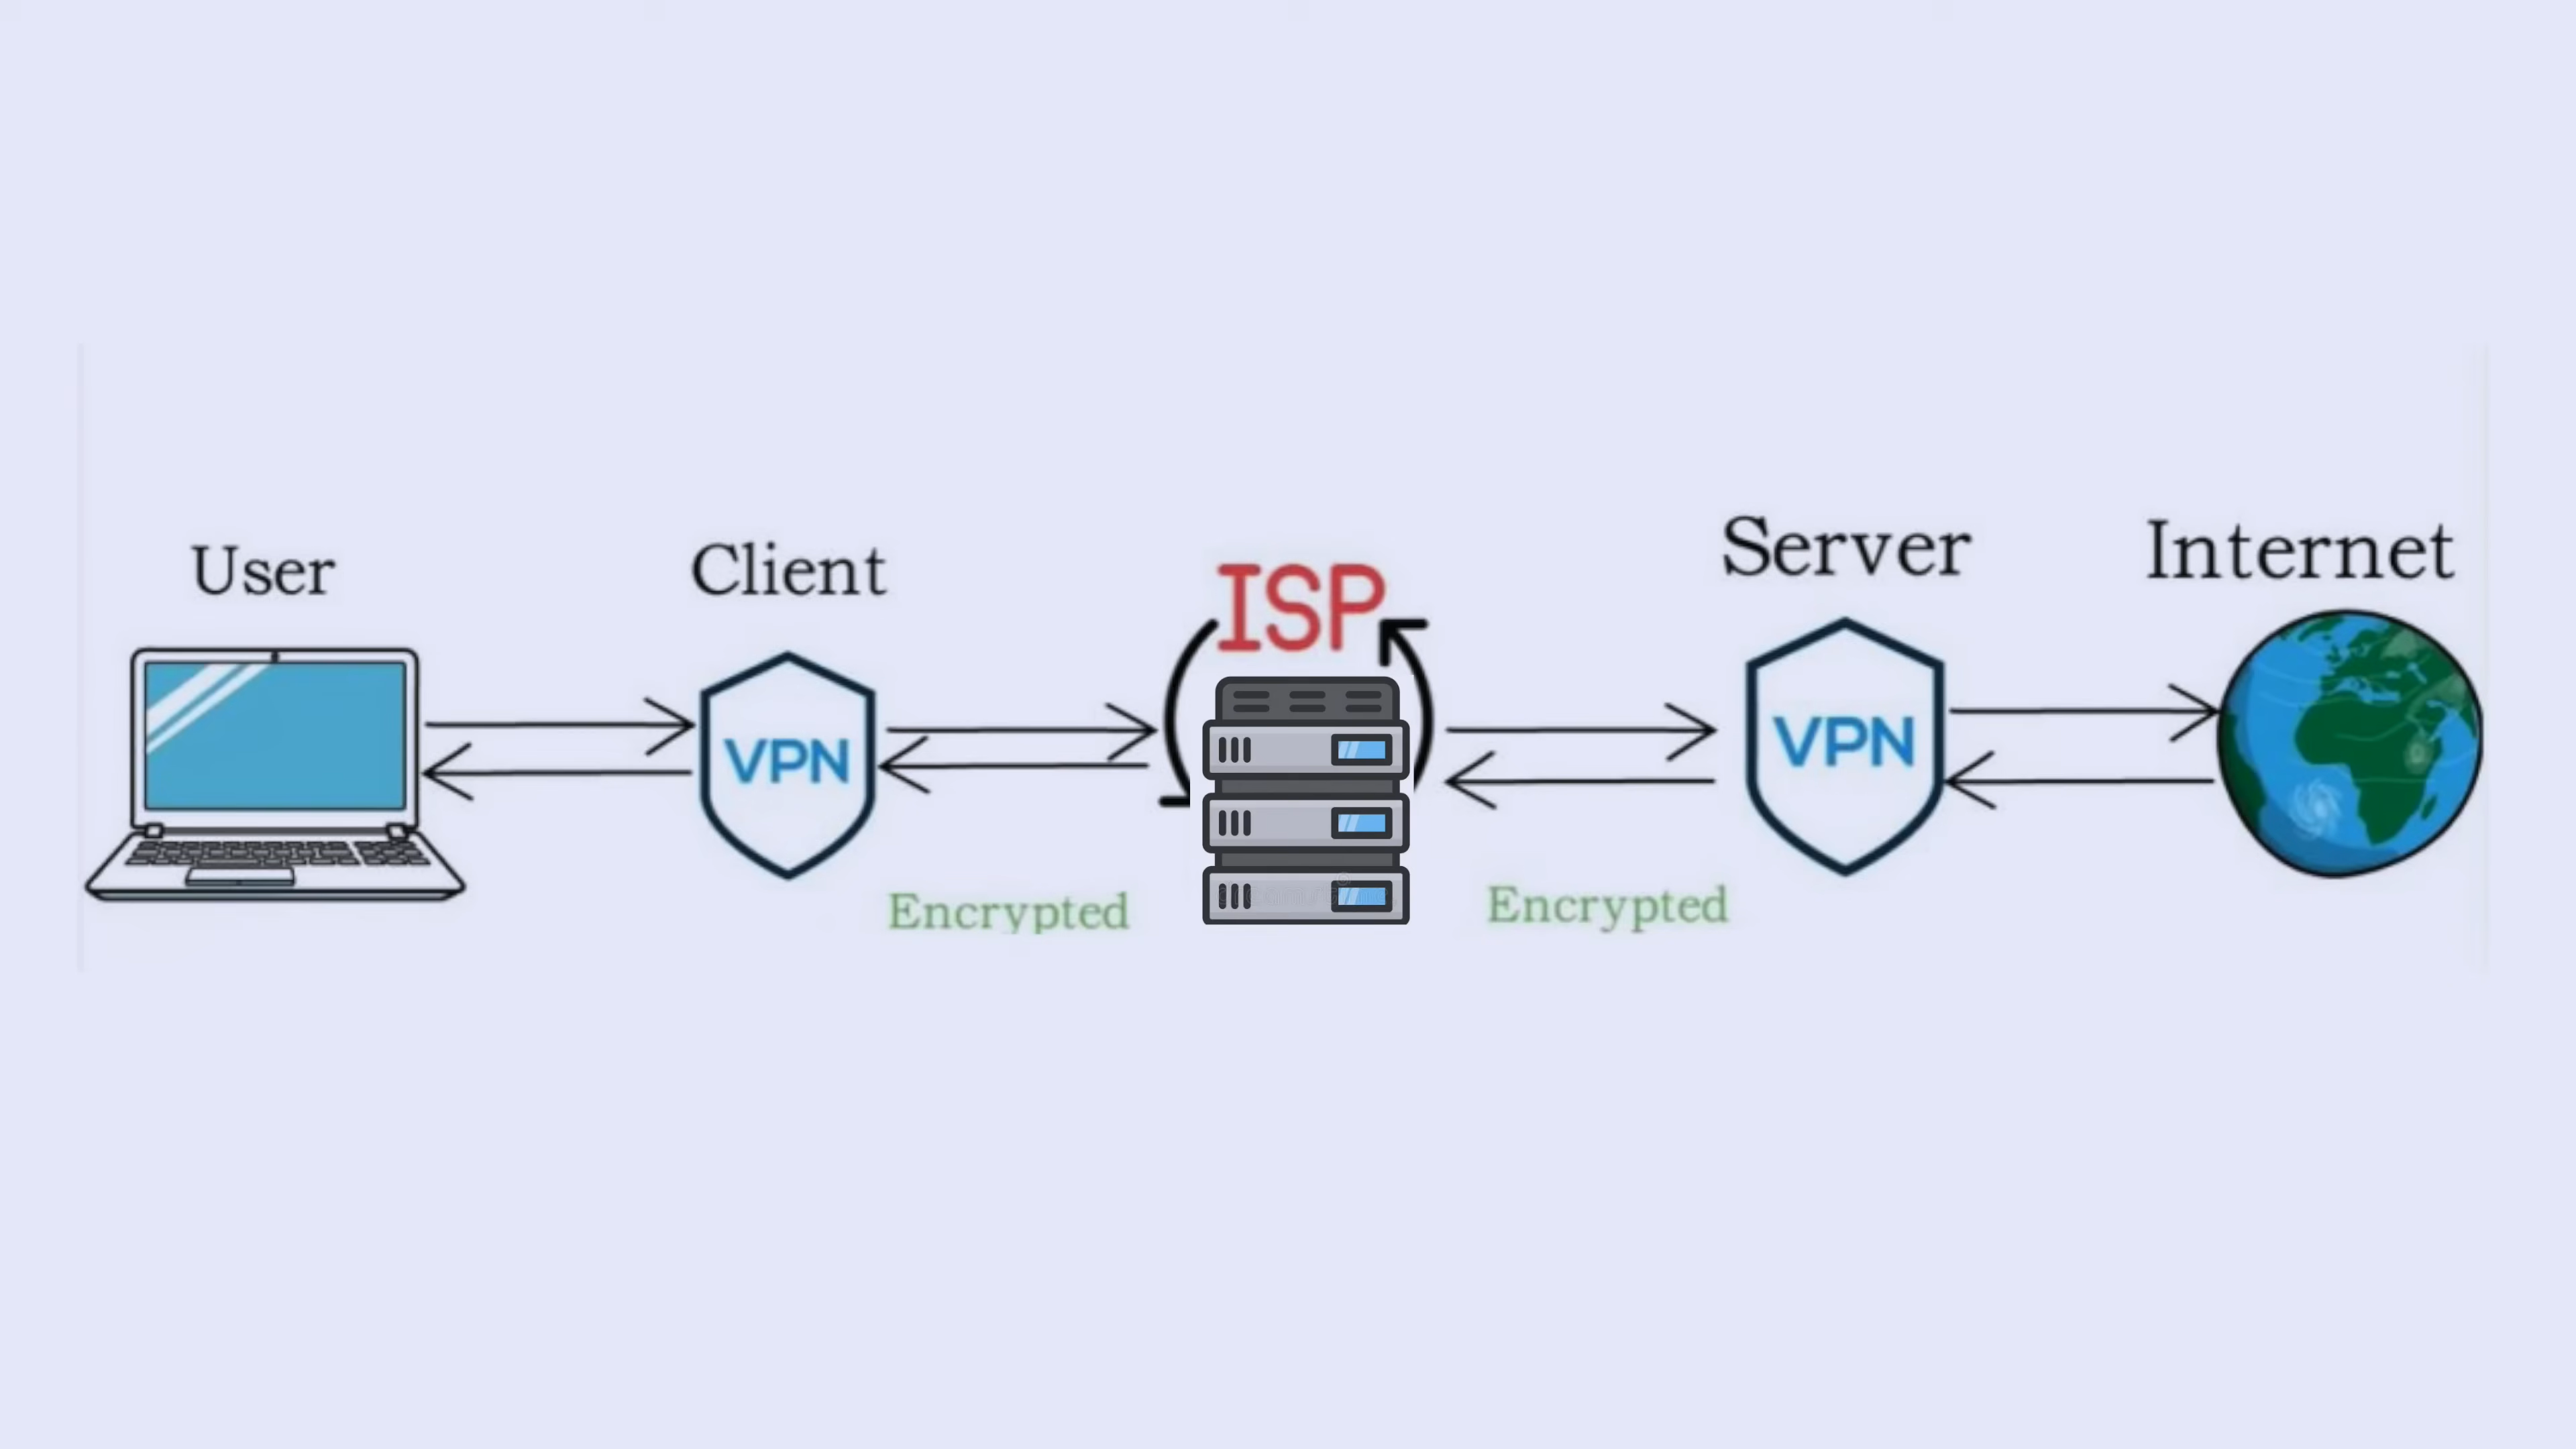 User
Client
ISP
Server
Internet
VPN
VPN
Encrypted
Encrypted